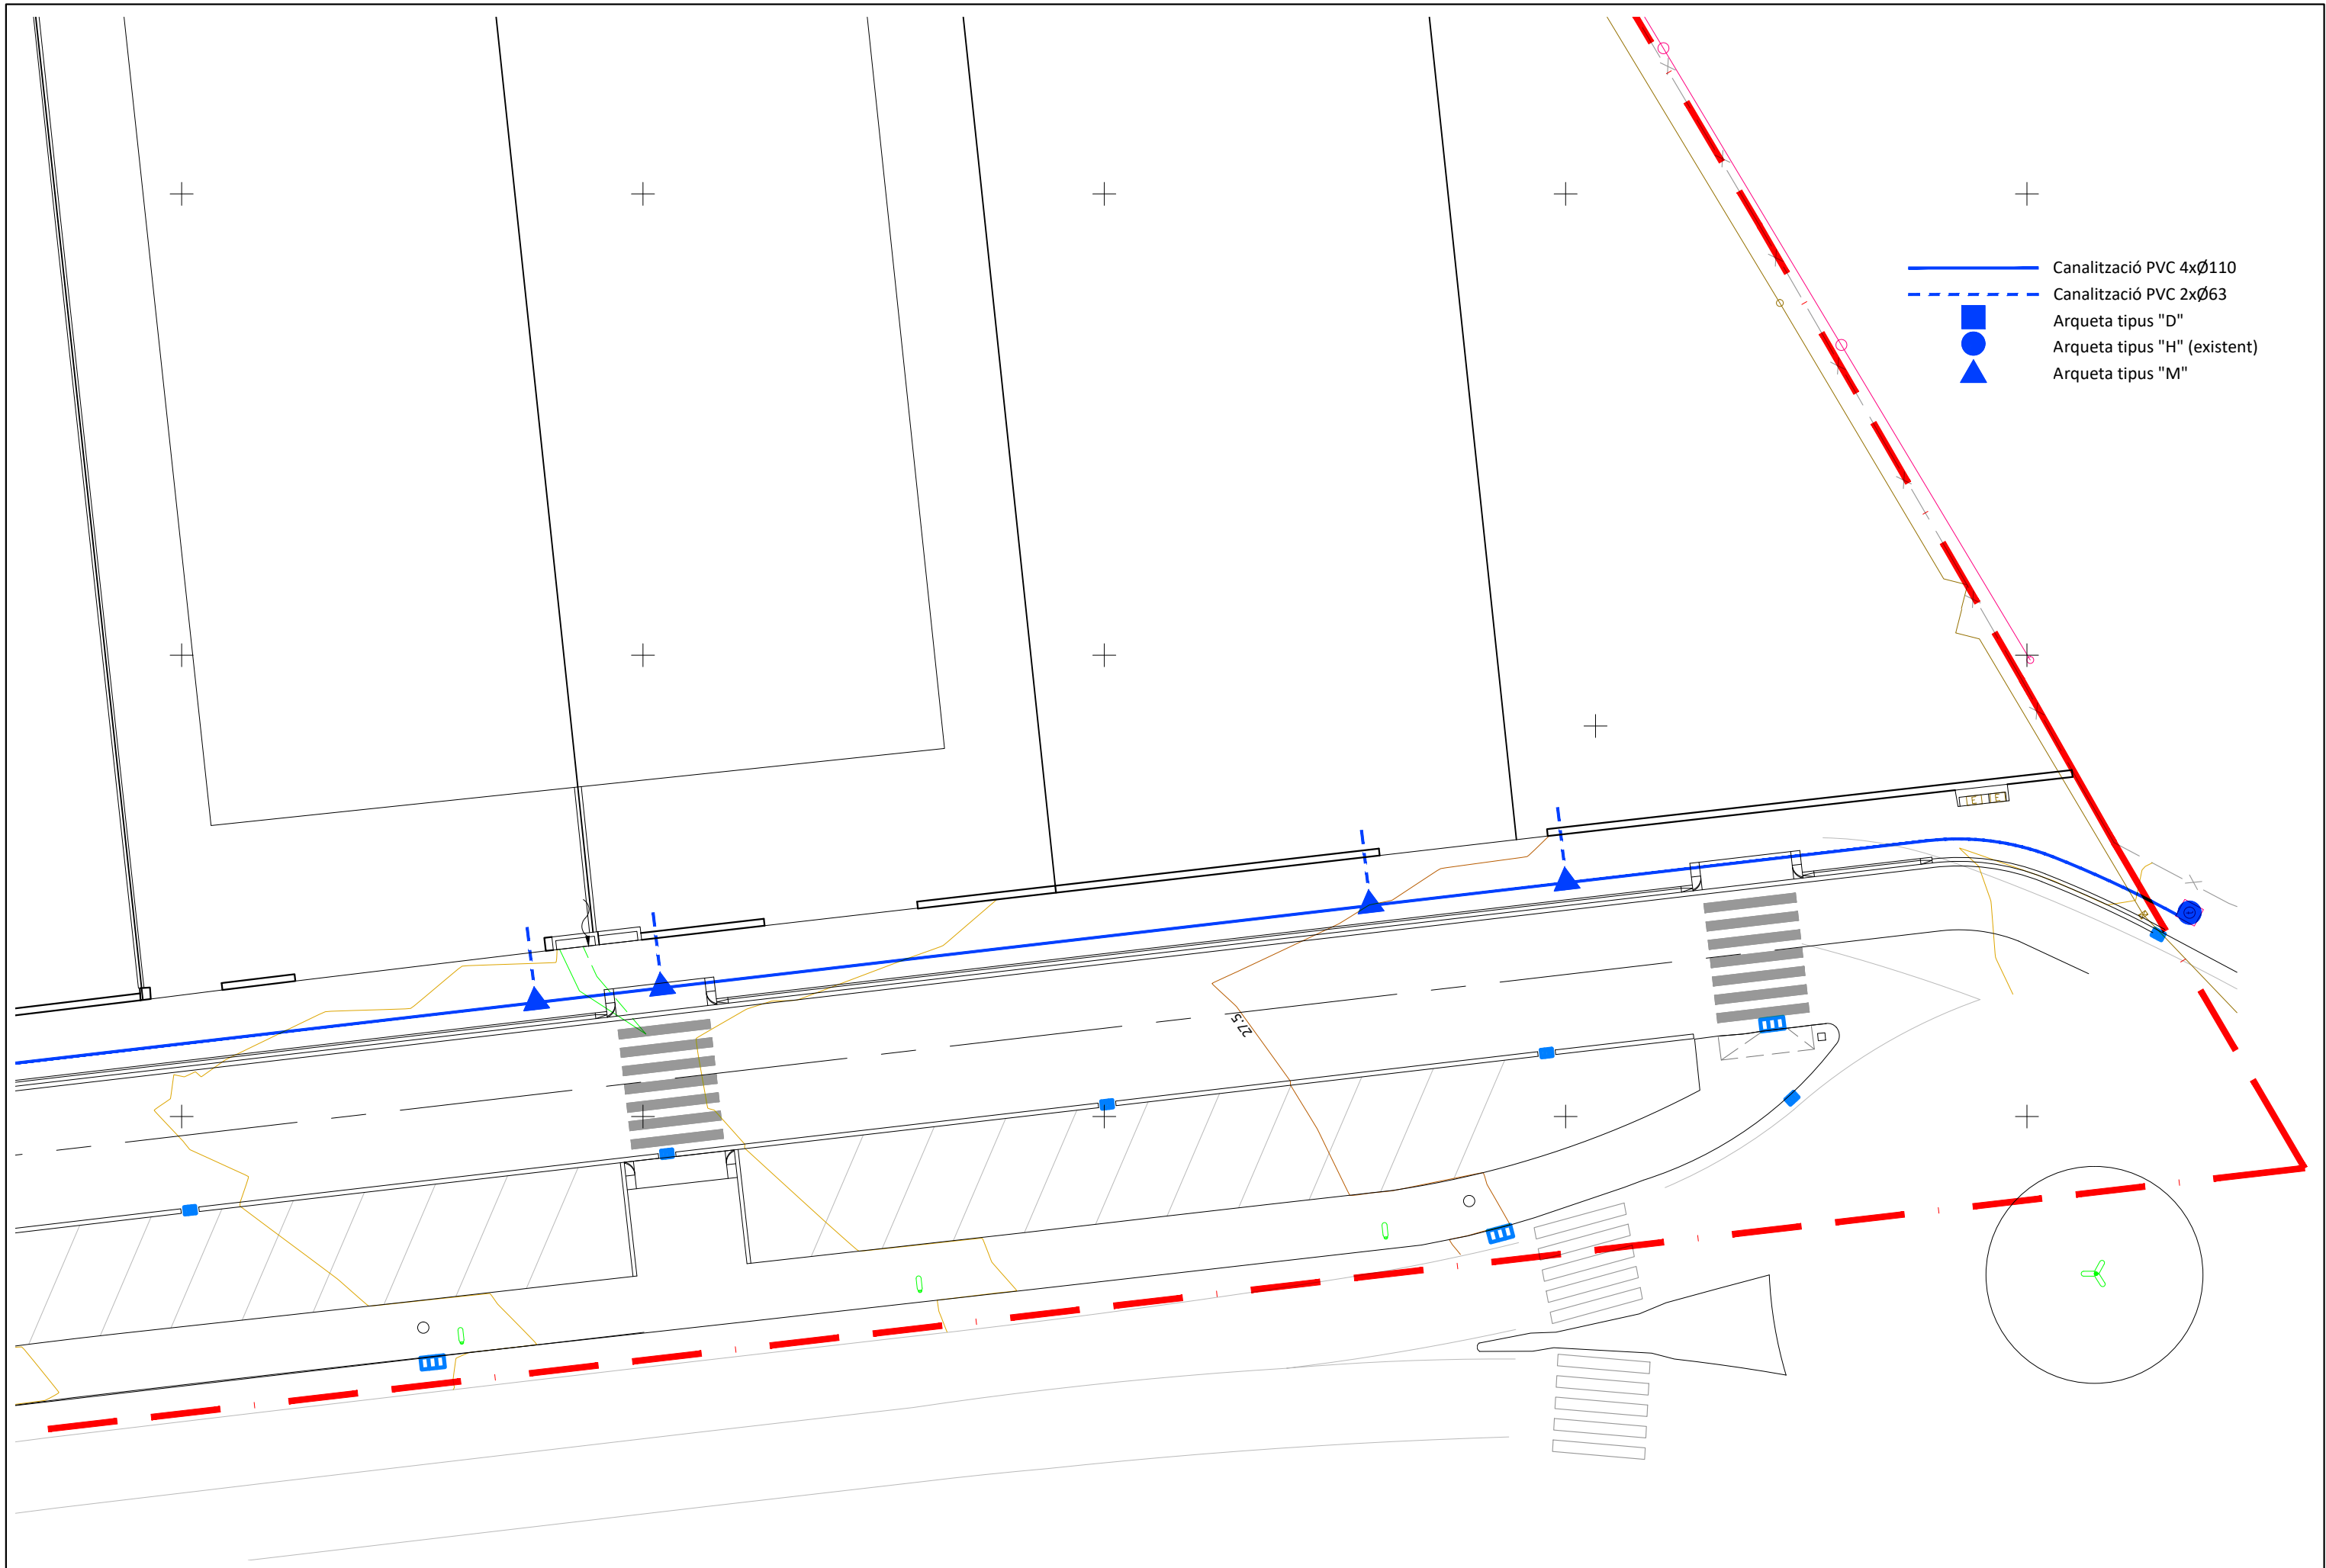 Canalització PVC 4xØ110
Canalització PVC 2xØ63
Arqueta tipus "D"
Arqueta tipus "H" (existent)
Arqueta tipus "M"
E E
27.5